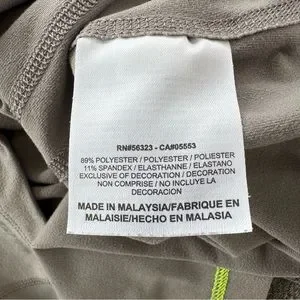 RN#56323 - CA#05553
89% POLYESTER / POLYESTER / POLIESTER
11% SPANDEX / ELASTHANNE / ELASTANO
EXCLUSIVE OF DECORATION / DECORATION
NON COMPRISE / NO INCLUYE LA
DECORACION
MADE IN MALAYSIA/FABRIQUE EN
MALAISIE/HECHO EN MALASIA